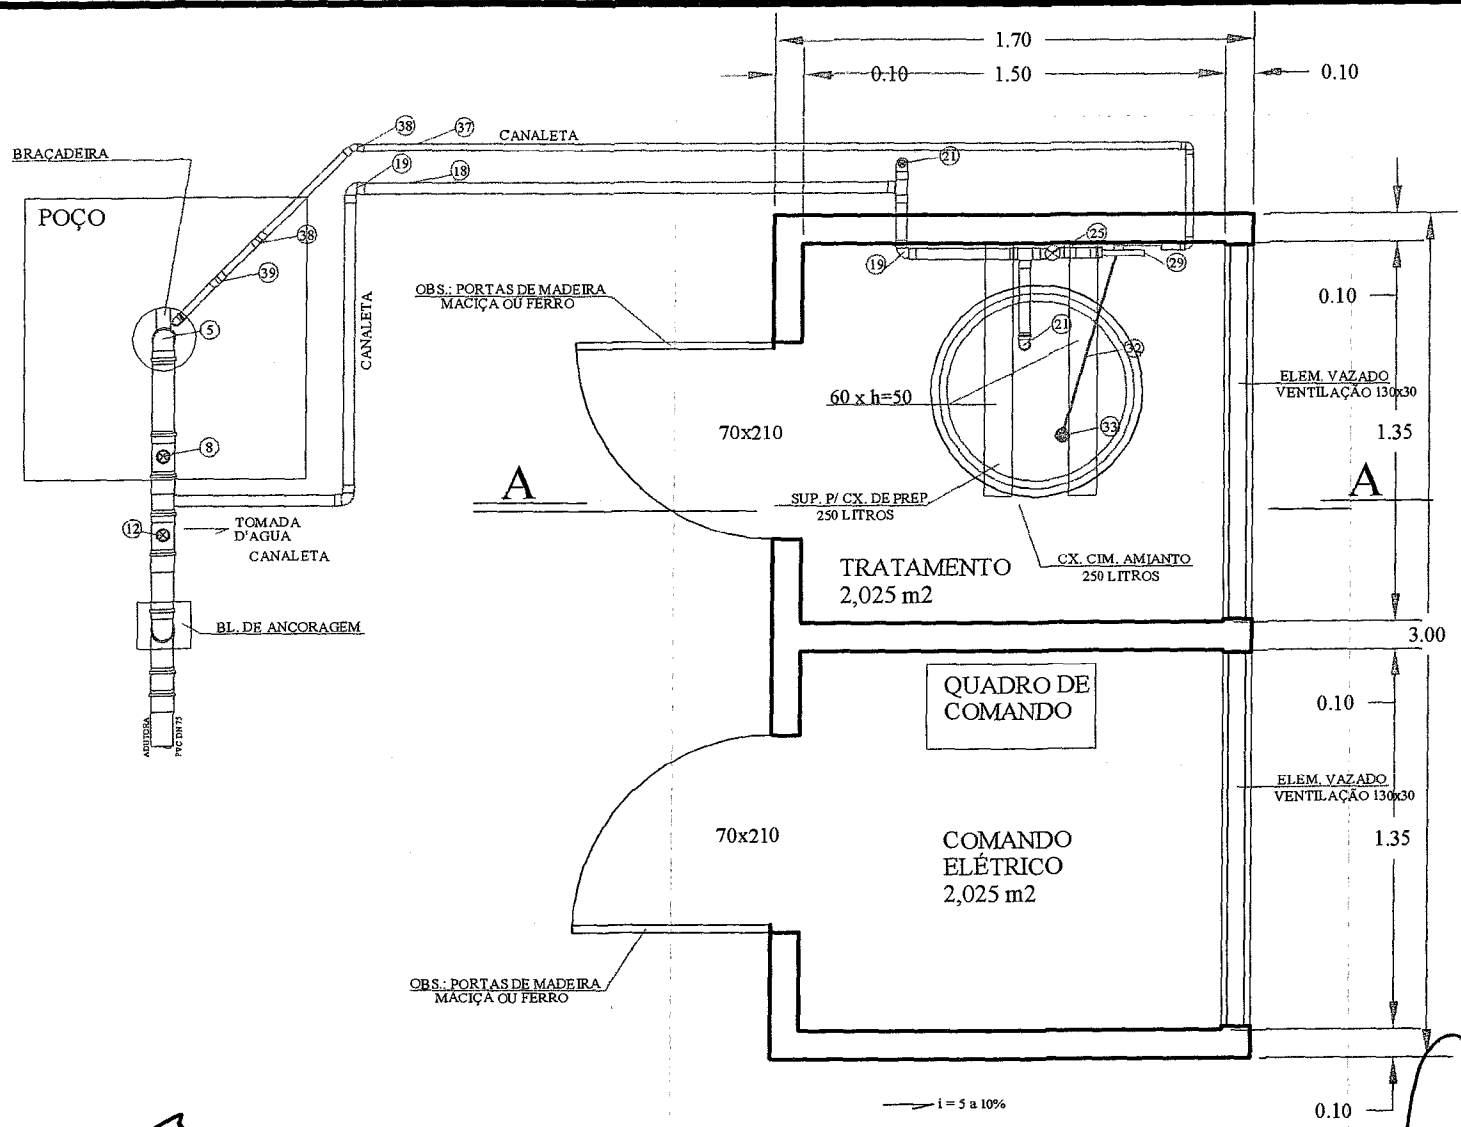 1.70
0.10
1.50
0.10
38
37
CANALETA
BRAÇADEIRA
19
18
21
POÇO
38
25
19
29
39
OBS.: PORTAS DE MADEIRA
MACIÇA OU FERRO
0.10
CANALETA
5
21
32
ELEM. VAZADO
VENTILAÇÃO 130x30
60 x h=50
70x210
33
1.35
8
A
A
SUP. P/ CX. DE PREP.
250 LITROS
12
TOMADA
D'AGUA
CANALETA
CX. CIM. AMIANTO
250 LITROS
TRATAMENTO
2,025 m2
BL. DE ANCORAGEM
3.00
QUADRO DE
COMANDO
0.10
ADUTORA
PVC DN 75
ELEM. VAZADO
VENTILAÇÃO 130x30
70x210
COMANDO
ELÉTRICO
2,025 m2
1.35
OBS.: PORTAS DE MADEIRA
MACIÇA OU FERRO
i = 5 a 10%
0.10